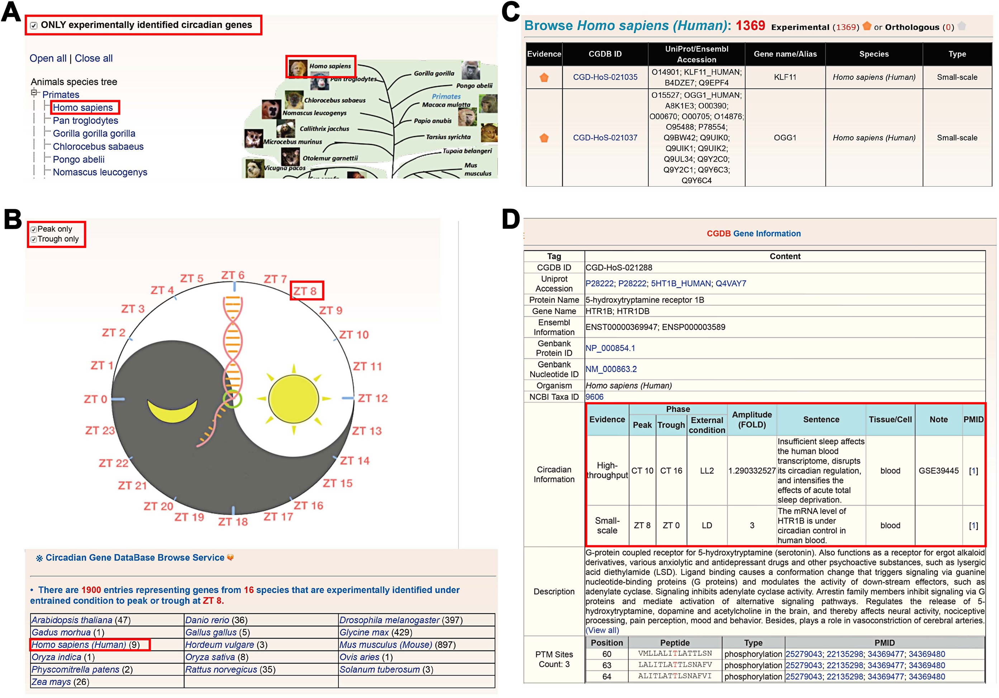 A
ONLY experimentally identified circadian genes
Open all | Close all
Animals species tree
Primates
Homo sapiens
Pan troglodytes
Gorilla gorilla gorilla
Chlorocebus sabaeus
Pongo abelii
Nomascus leucogenys
Homo sapiens
Pan troglodytes
Gorilla gorilla
Pongo abelii
Primates
Chlorocebus sabaeus
Macaca mulatta
Nomascus leucogenys
Papio anubis
Callithrix jacchus
Tarsius syrichta
Microcebus murinus
Otolemur garnettii
Tupaia belangeri
Vicugna pacos
Mus
musculus
B
Peak only
Trough only
ZT 0
ZT 1
ZT 2
ZT 3
ZT 4
ZT 5
ZT 6
ZT 7
ZT 8
ZT 9
ZT 10
ZT 11
ZT 12
ZT 13
ZT 14
ZT 15
ZT 16
ZT 17
ZT 18
ZT 19
ZT 20
ZT 21
ZT 22
ZT 23
※ Circadian Gene DataBase Browse Service
• There are 1900 entries representing genes from 16 species that are experimentally identified under
entrained condition to peak or trough at ZT 8.
Arabidopsis thaliana (47) Danio rerio (36) Drosophila melanogaster (397)
Gadus morhua (1) Gallus gallus (5) Glycine max (429)
Homo sapiens (Human) (9) Hordeum vulgare (3) Mus musculus (Mouse) (897)
Oryza indica (1) Oryza sativa (8) Ovis aries (1)
Physcomitrella patens (2) Rattus norvegicus (35) Solanum tuberosum (3)
Zea mays (26)
C
Browse Homo sapiens (Human): 1369 Experimental (1369) or Orthologous (0)
Evidence CGDB ID UniProt/Ensembl Accession Gene name/Alias Species Type
O14901; KLF11_HUMAN;
B4DZE7; Q9EPF4
CGD-HoS-021035 KLF11 Homo sapiens (Human) Small-scale
O15527; OGG1_HUMAN;
A8K1E3; O00390;
O00670; O00705; O14876;
O95488; P78554;
Q9BW42; Q9UIK0;
CGD-HoS-021037 OGG1 Homo sapiens (Human) Small-scale
Q9UIK1; Q9UIK2;
Q9UL34; Q9Y2C0;
Q9Y2C1; Q9Y6C3;
Q9Y6C4
D
CGDB Gene Information
Tag Content
CGDB ID CGD-HoS-021288
Uniprot Accession P28222; P28222; 5HT1B_HUMAN; Q4VAY7
Protein Name 5-hydroxytryptamine receptor 1B
Gene Name HTR1B; HTR1DB
Ensembl Information ENST00000369947; ENSP000003589
Genbank Protein ID NP_000854.1
Genbank Nucleotide ID NM_000863.2
Organism Homo sapiens (Human)
NCBI Taxa ID 9606
Circadian Information
Evidence Phase Amplitude (FOLD) Sentence Tissue/Cell Note PMID
Peak Trough External condition
High-throughput CT 10 CT 16 LL2 1.290332527
Insufficient sleep affects
the human blood
transcriptome, disrupts
its circadian regulation,
and intensifies the
effects of acute total
sleep deprivation.
blood GSE39445 [1]
Small-scale ZT 8 ZT 0 LD 3
The mRNA level of
HTR1B is under
circadian control in
human blood.
blood [1]
Description
G-protein coupled receptor for 5-hydroxytryptamine (serotonin). Also functions as a receptor for ergot alkaloid
derivatives, various anxiolytic and antidepressant drugs and other psychoactive substances, such as lysergic
acid diethylamide (LSD). Ligand binding causes a conformation change that triggers signaling via guanine
nucleotide-binding proteins (G proteins) and modulates the activity of down-stream effectors, such as
adenylate cyclase. Signaling inhibits adenylate cyclase activity. Arrestin family members inhibit signaling via G
proteins and mediate activation of alternative signaling pathways. Regulates the release of 5-
hydroxytryptamine, dopamine and acetylcholine in the brain, and thereby affects neural activity, nociceptive
processing, pain perception, mood and behavior. Besides, plays a role in vasoconstriction of cerebral arteries.
(View all)
PTM Sites
Count: 3
Position Peptide Type PMID
60 VMLLALITLATTLSN phosphorylation 25279043; 22135298; 34369477; 34369480
63 LALITLATTLSNAFV phosphorylation 25279043; 22135298; 34369477; 34369480
64 ALITLATTLSNAFVI phosphorylation 25279043; 22135298; 34369477; 34369480